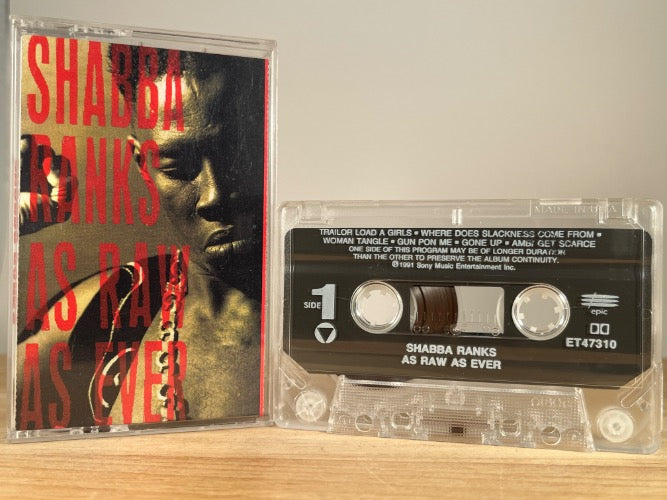 SHABBA
RANKS
AS RAW
AS EVER
MADE IN U.S.A.
TRAILOR LOAD A GIRLS • WHERE DOES SLACKNESS COME FROM •
WOMAN TANGLE • GUN PON ME • GONE UP • AMBI GET SCARCE
ONE SIDE OF THIS PROGRAM MAY BE OF LONGER DURATION
THAN THE OTHER TO PRESERVE THE ALBUM CONTINUITY.
©1991 Sony Music Entertainment Inc.
SIDE 1
epic
ET47310
SHABBA RANKS
AS RAW AS EVER